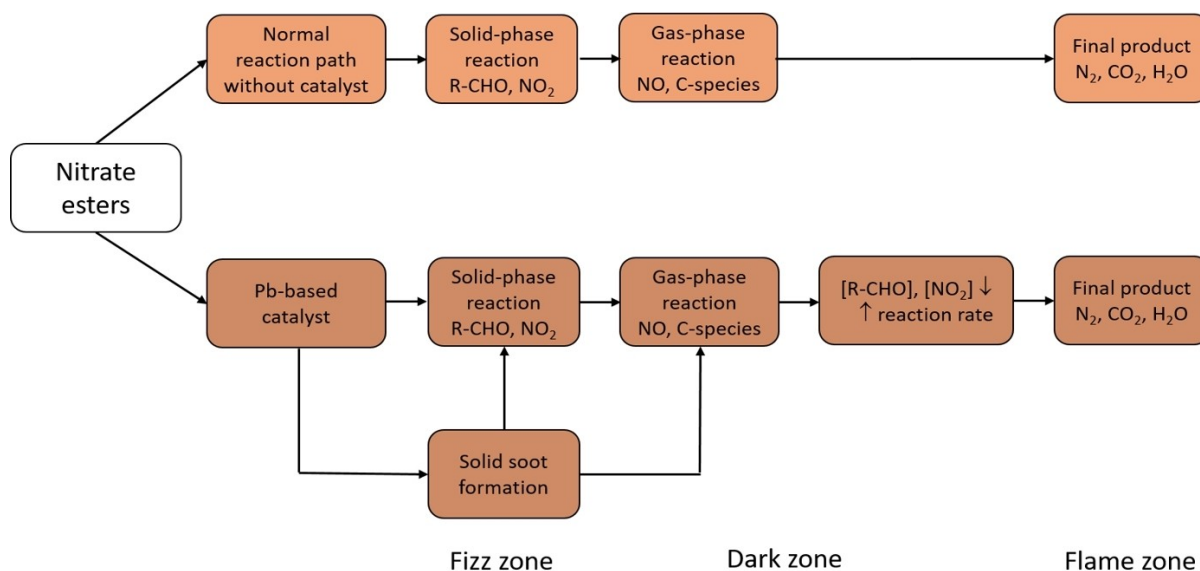 Normal
reaction path
without catalyst
Solid-phase
reaction
R-CHO, NO₂
Gas-phase
reaction
NO, C-species
Final product
N₂, CO₂, H₂O
Nitrate
esters
Pb-based
catalyst
Solid-phase
reaction
R-CHO, NO₂
Gas-phase
reaction
NO, C-species
[R-CHO], [NO₂] ↓
↑ reaction rate
Final product
N₂, CO₂, H₂O
Solid soot
formation
Fizz zone
Dark zone
Flame zone